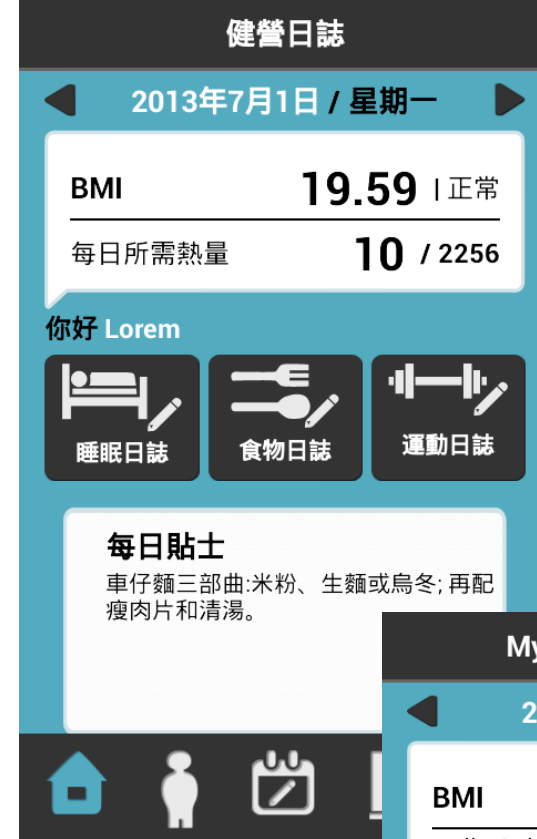 健營日誌
2013年7月1日 / 星期一
BMI 19.59 | 正常
每日所需熱量 10 / 2256
你好 Lorem
睡眠日誌 食物日誌 運動日誌
每日貼士
車仔麵三部曲:米粉、生麵或烏冬; 再配
瘦肉片和清湯。
My
2
BMI